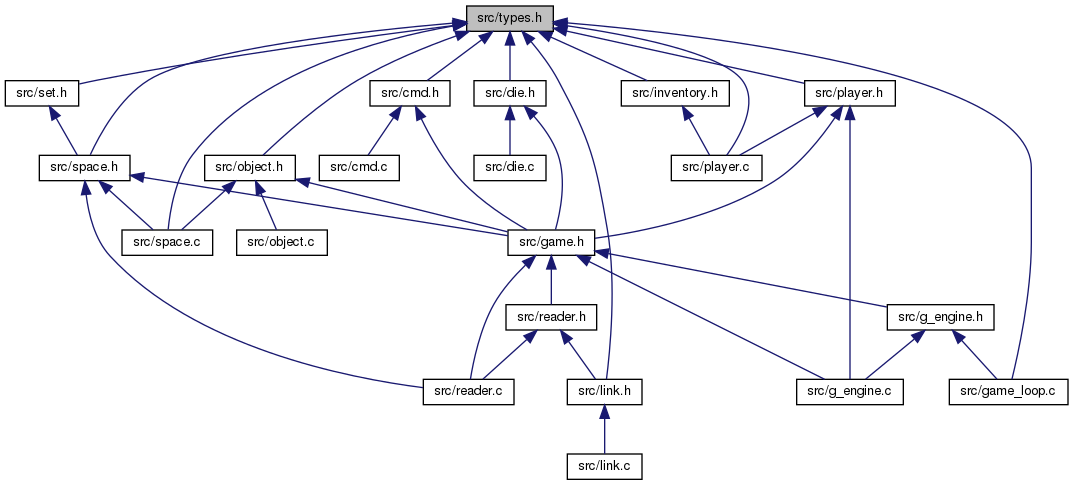 src/types.h
src/set.h
src/cmd.h
src/die.h
src/inventory.h
src/player.h
src/space.h
src/object.h
src/cmd.c
src/die.c
src/player.c
src/space.c
src/object.c
src/game.h
src/reader.h
src/g_engine.h
src/reader.c
src/link.h
src/g_engine.c
src/game_loop.c
src/link.c